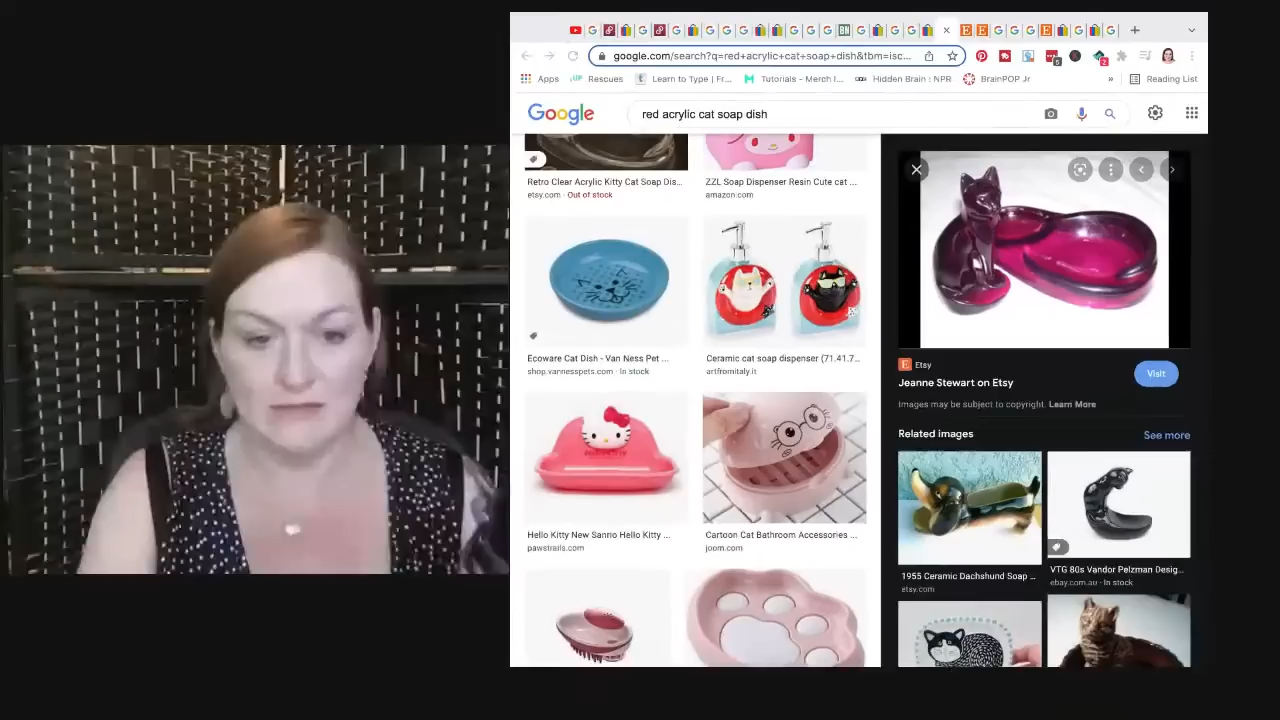 google.com/search?q=red+acrylic+cat+soap+dish&tbm=isc...
Apps
UP Rescues
Learn to Type | Fr...
Tutorials - Merch I...
Hidden Brain : NPR
BrainPOP Jr
»
Reading List
Google
red acrylic cat soap dish
Retro Clear Acrylic Kitty Cat Soap Dis...
etsy.com · Out of stock
ZZL Soap Dispenser Resin Cute cat ...
amazon.com
Ecoware Cat Dish - Van Ness Pet ...
shop.vannesspets.com · In stock
Ceramic cat soap dispenser (71.41.7...
artfromitaly.it
Hello Kitty New Sanrio Hello Kitty ...
pawstrails.com
Cartoon Cat Bathroom Accessories ...
joom.com
Etsy
Jeanne Stewart on Etsy
Visit
Images may be subject to copyright. Learn More
Related images
See more
1955 Ceramic Dachshund Soap ...
etsy.com
VTG 80s Vandor Pelzman Desig...
ebay.com.au · In stock